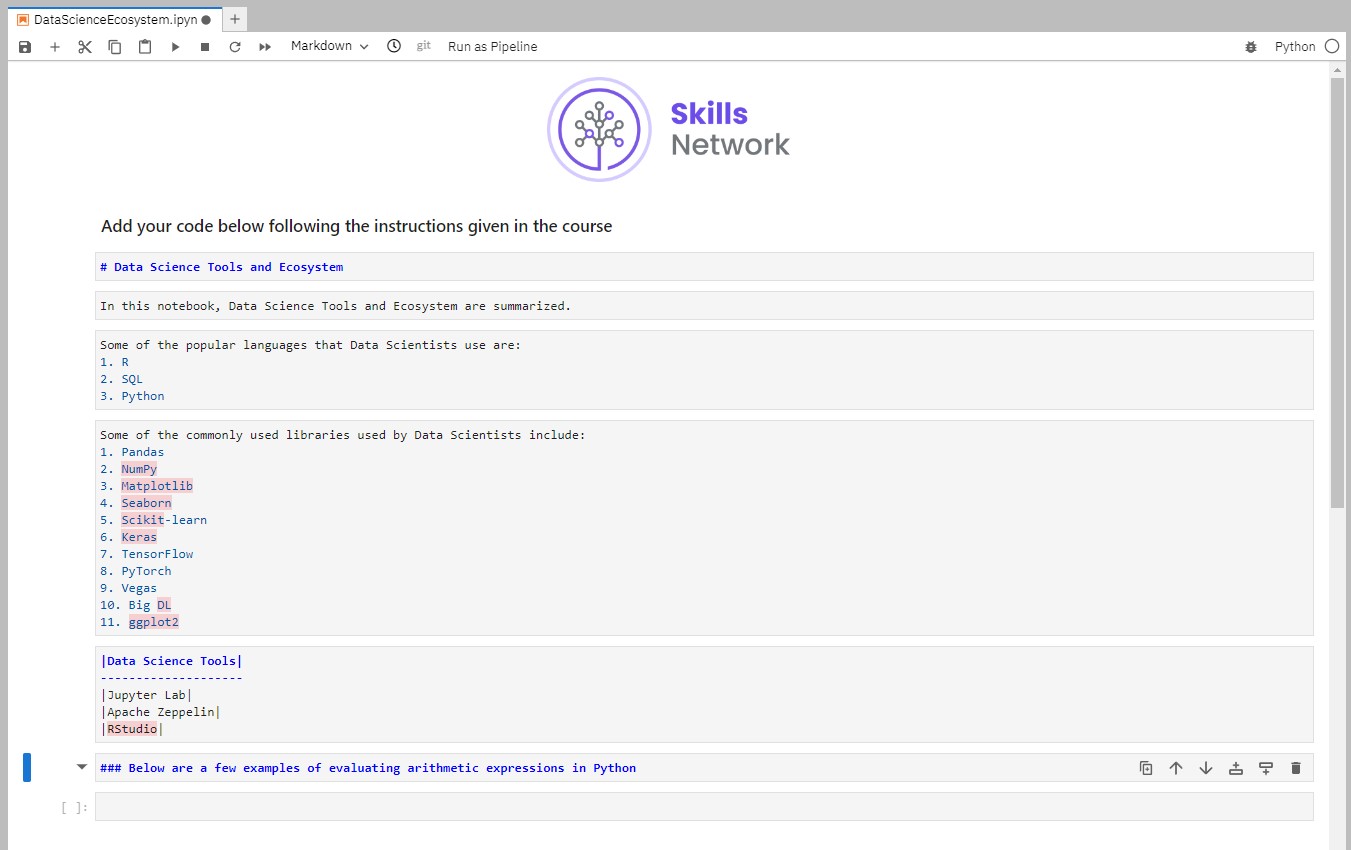 DataScienceEcosystem.ipyn
Markdown git Run as Pipeline Python
Skills
Network
Add your code below following the instructions given in the course
# Data Science Tools and Ecosystem
In this notebook, Data Science Tools and Ecosystem are summarized.
Some of the popular languages that Data Scientists use are:
1. R
2. SQL
3. Python
Some of the commonly used libraries used by Data Scientists include:
1. Pandas
2. NumPy
3. Matplotlib
4. Seaborn
5. Scikit-learn
6. Keras
7. TensorFlow
8. PyTorch
9. Vegas
10. Big DL
11. ggplot2
|Data Science Tools|
--------------------
|Jupyter Lab|
|Apache Zeppelin|
|RStudio|
### Below are a few examples of evaluating arithmetic expressions in Python
[ ]: